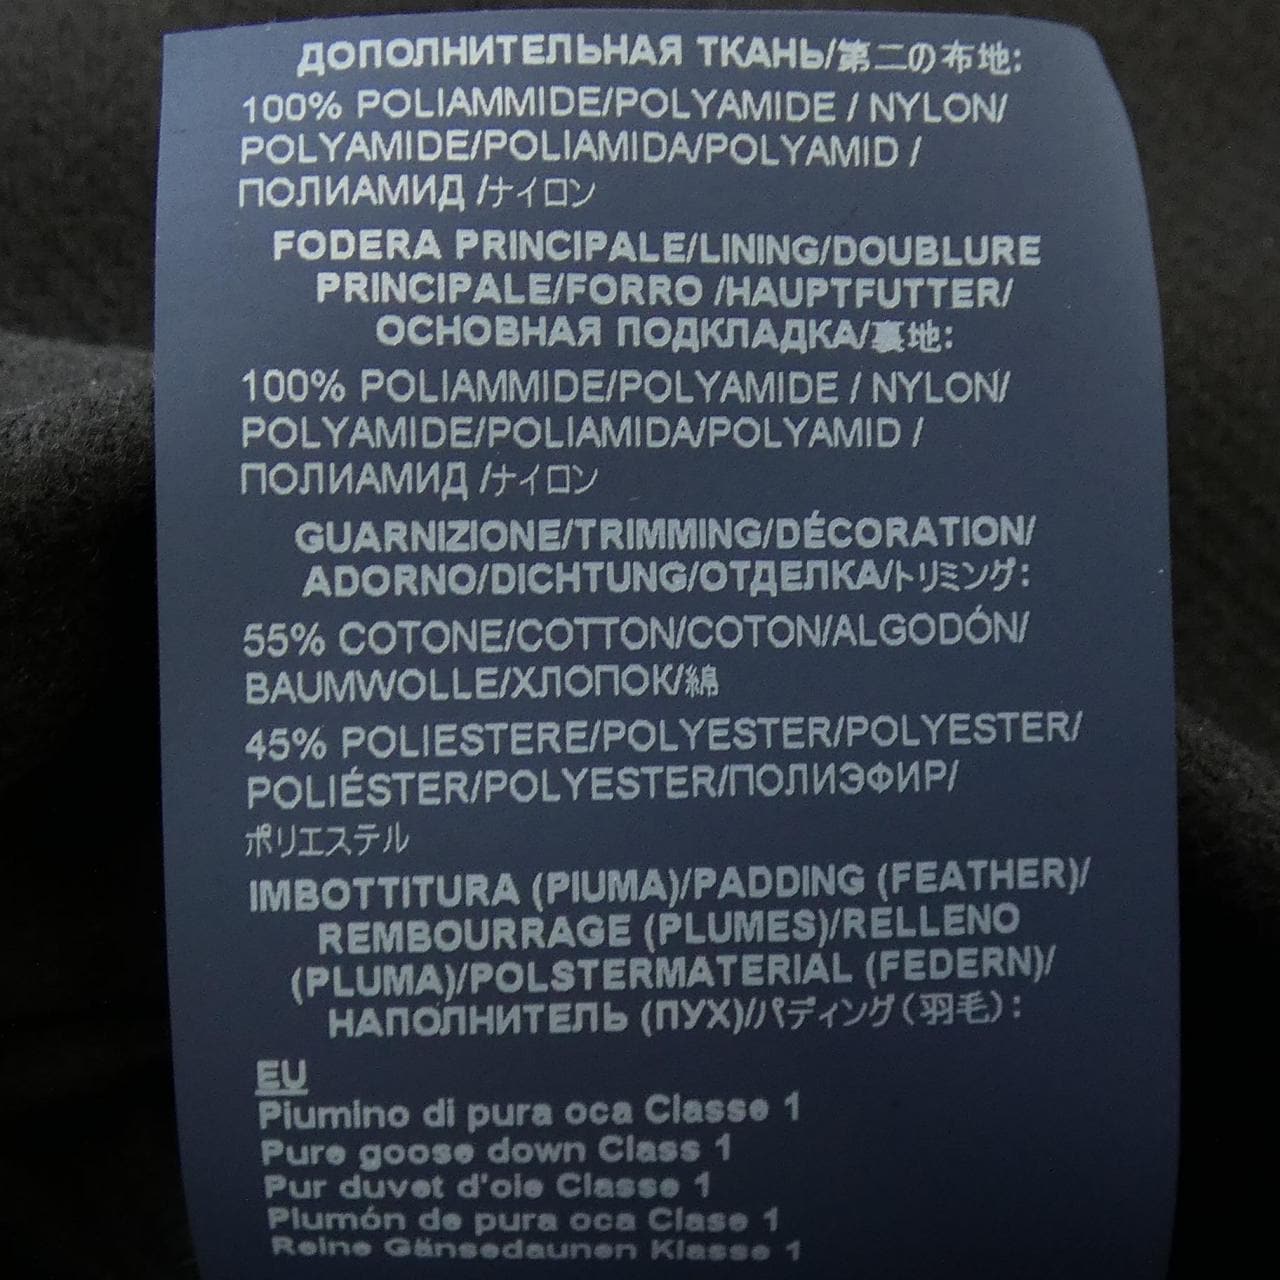 ДОПОЛНИТЕЛЬНАЯ ТКАНЬ/第二の布地:
100% POLIAMMIDE/POLYAMIDE / NYLON/
POLYAMIDE/POLIAMIDA/POLYAMID /
ПОЛИАМИД /ナイロン
FODERA PRINCIPALE/LINING/DOUBLURE
PRINCIPALE/FORRO /HAUPTFUTTER/
ОСНОВНАЯ ПОДКЛАДКА/裏地:
100% POLIAMMIDE/POLYAMIDE / NYLON/
POLYAMIDE/POLIAMIDA/POLYAMID /
ПОЛИАМИД /ナイロン
GUARNIZIONE/TRIMMING/DÉCORATION/
ADORNO/DICHTUNG/ОТДЕЛКА/トリミング:
55% COTONE/COTTON/COTON/ALGODÓN/
BAUMWOLLE/ХЛОПОК/綿
45% POLIESTERE/POLYESTER/POLYESTER/
POLIÉSTER/POLYESTER/ПОЛИЭФИР/
ポリエステル
IMBOTTITURA (PIUMA)/PADDING (FEATHER)/
REMBOURRAGE (PLUMES)/RELLENO
(PLUMA)/POLSTERMATERIAL (FEDERN)/
НАПОЛНИТЕЛЬ (ПУХ)/パディング(羽毛):
EU
Piumino di pura oca Classe 1
Pure goose down Class 1
Pur duvet d'oie Classe 1
Plumón de pura oca Clase 1
Reine Gänsedaunen Klasse 1